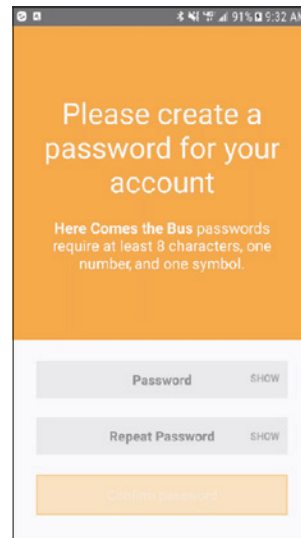 91% 9:32 AM
Please create a
password for your
account
Here Comes the Bus passwords
require at least 8 characters, one
number, and one symbol.
Password SHOW
Repeat Password SHOW
Confirm Password